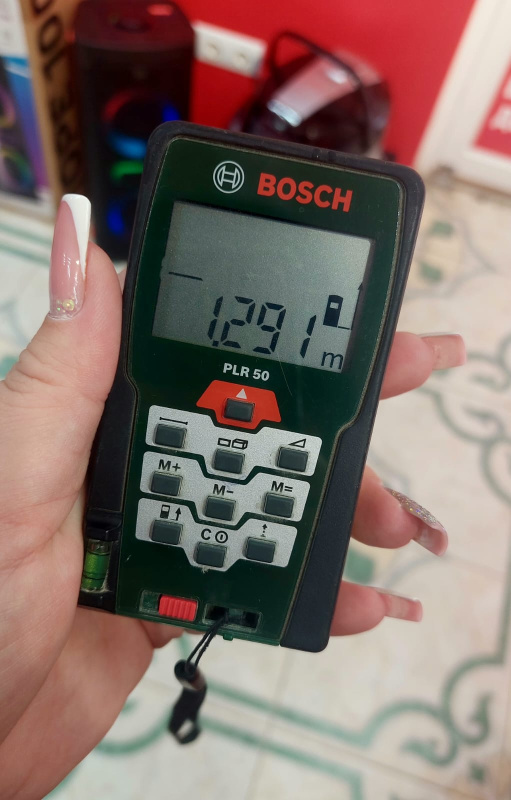 BOSCH
1.291 m
PLR 50
M+
M-
M=
C